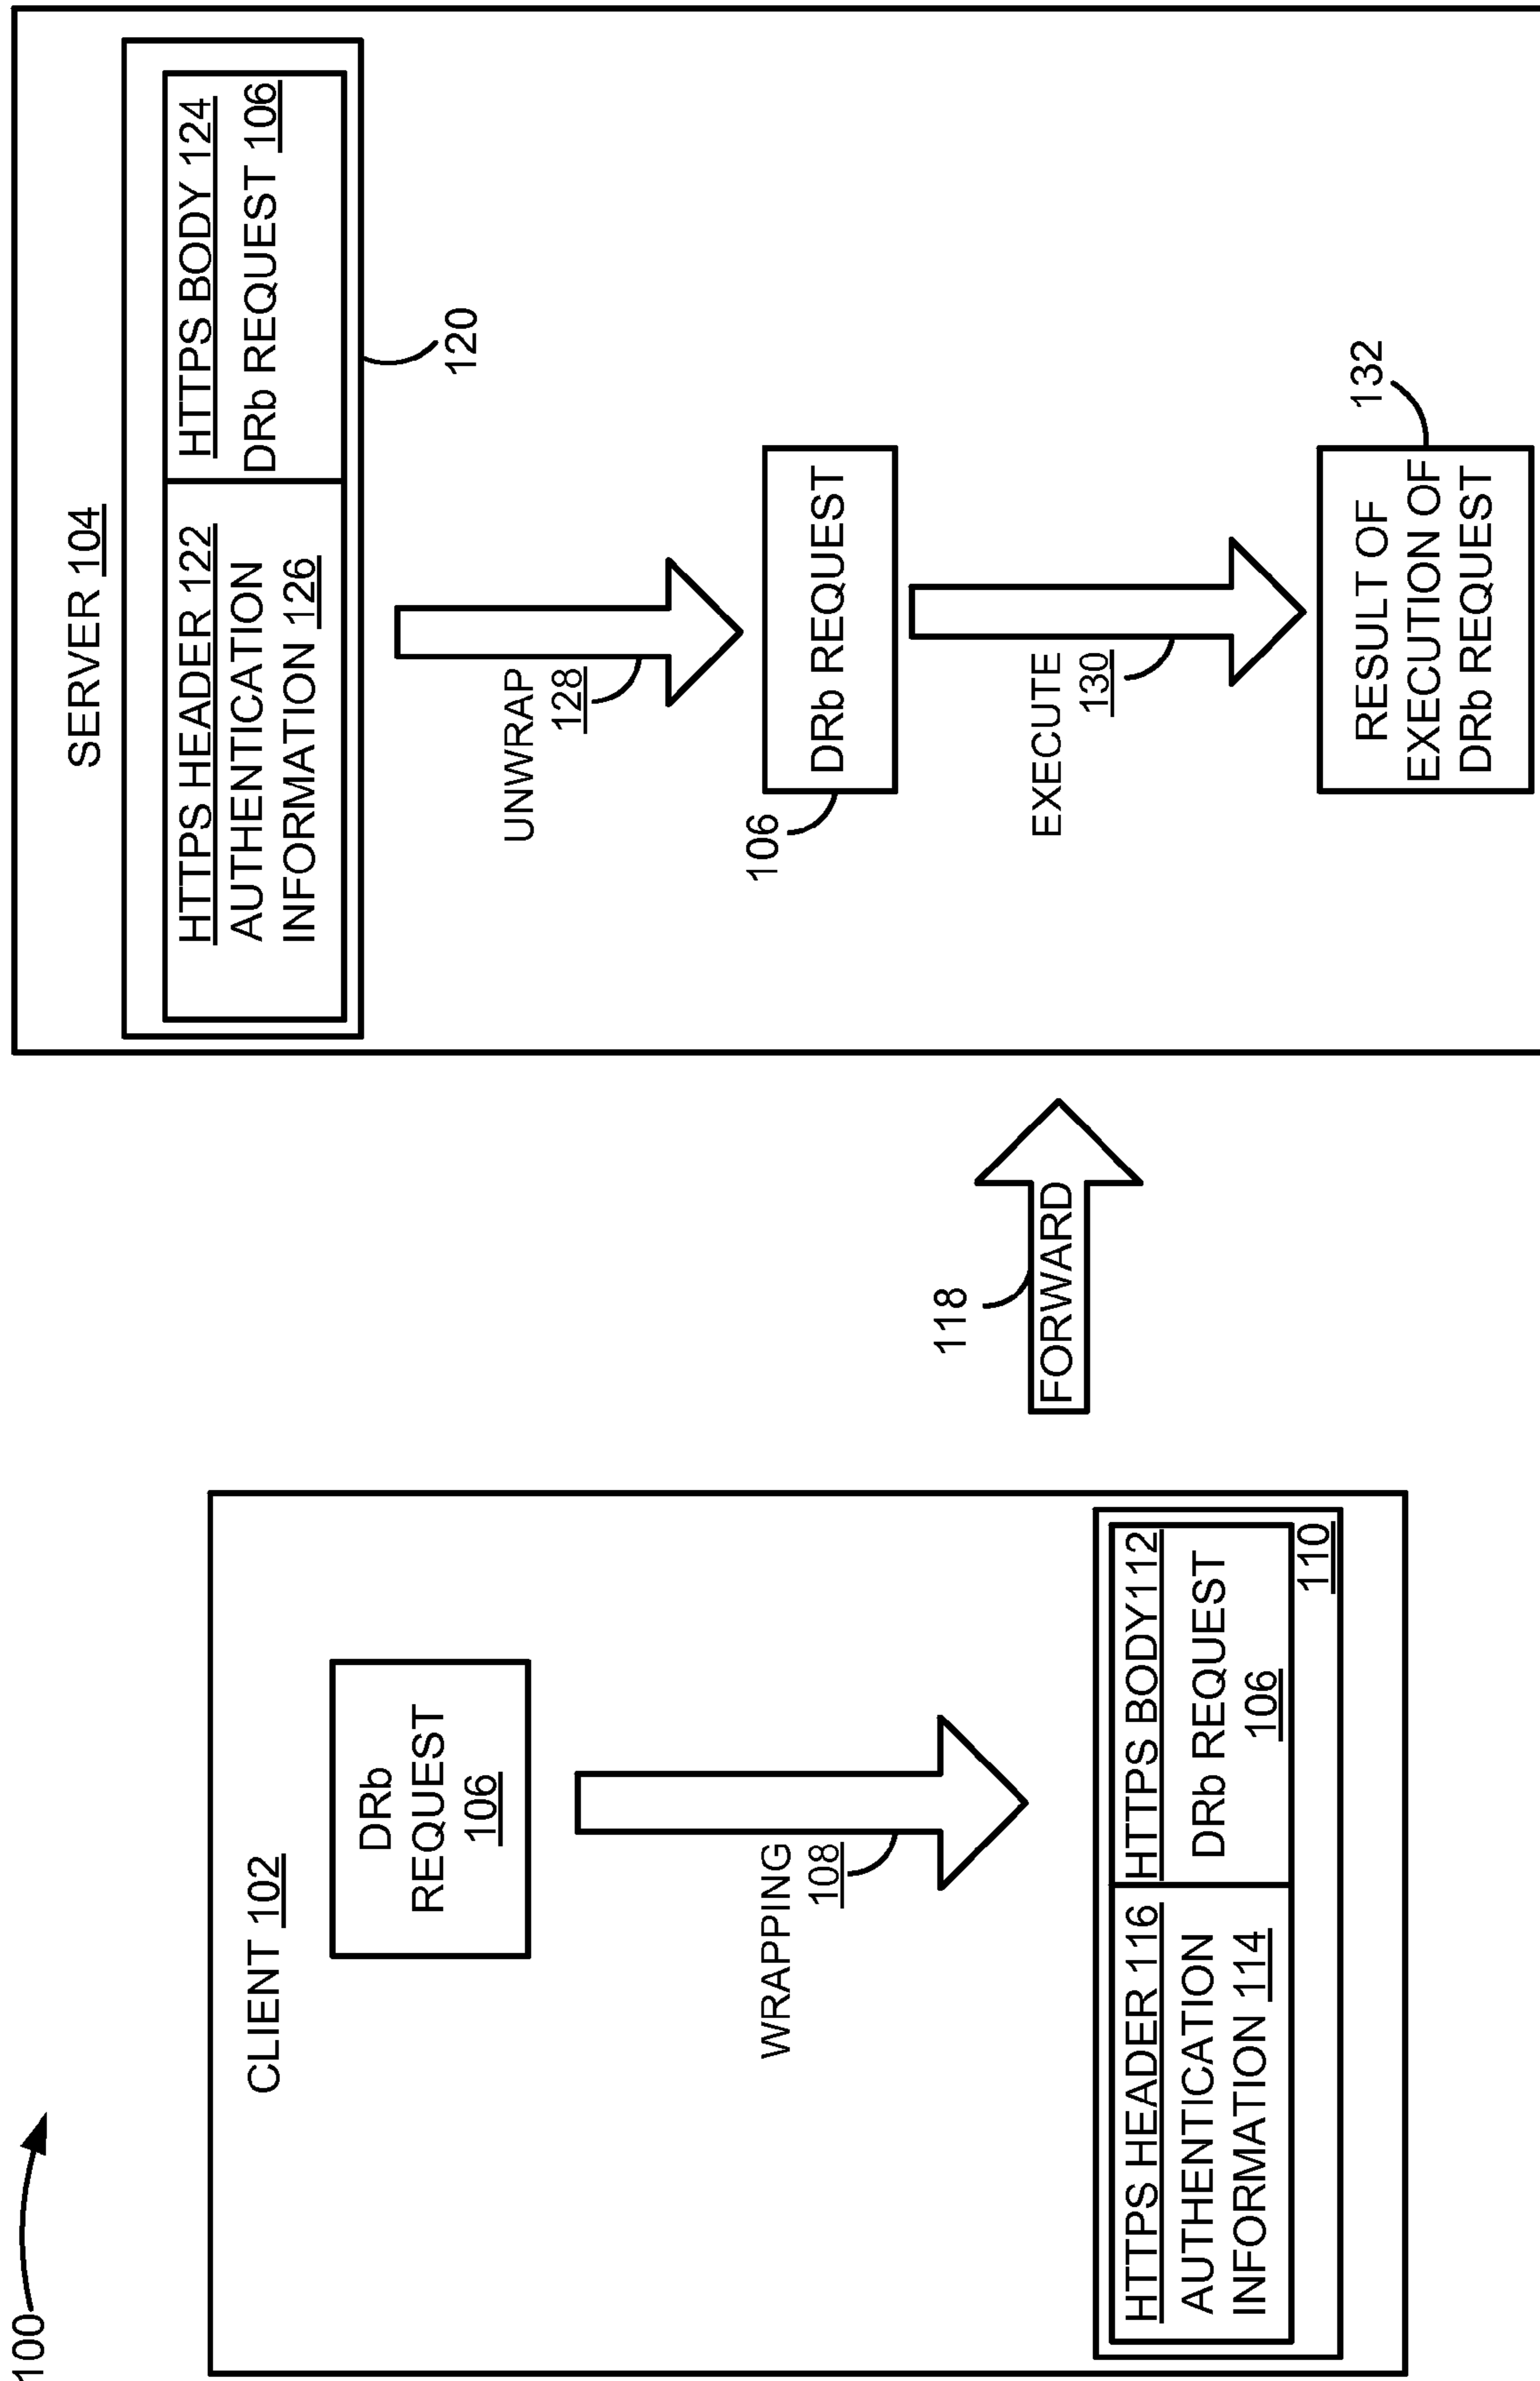 100
CLIENT 102
DRb
REQUEST
106
WRAPPING
108
HTTPS HEADER 116
AUTHENTICATION
INFORMATION 114
HTTPS BODY112
DRb REQUEST
106
110
118
FORWARD
SERVER 104
HTTPS HEADER 122
AUTHENTICATION
INFORMATION 126
HTTPS BODY 124
DRb REQUEST 106
120
UNWRAP
128
106
DRb REQUEST
EXECUTE
130
132
RESULT OF
EXECUTION OF
DRb REQUEST